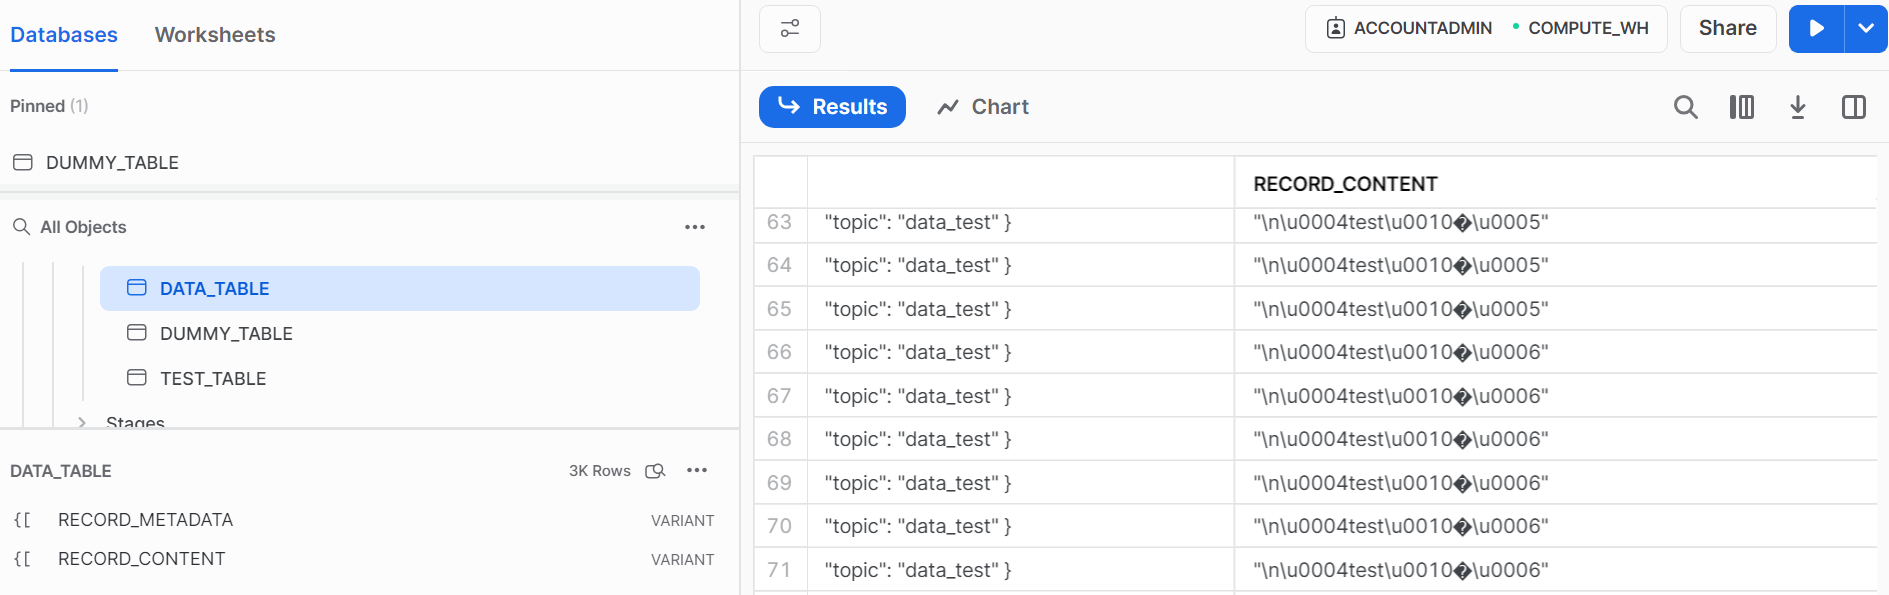 Databases Worksheets
Pinned (1)
DUMMY_TABLE
All Objects
DATA_TABLE
DUMMY_TABLE
TEST_TABLE
Stages
DATA_TABLE 3K Rows
RECORD_METADATA VARIANT
RECORD_CONTENT VARIANT
ACCOUNTADMIN COMPUTE_WH Share
Results Chart
RECORD_CONTENT
63 "topic": "data_test" } "\n\u0004test\u0010�\u0005"
64 "topic": "data_test" } "\n\u0004test\u0010�\u0005"
65 "topic": "data_test" } "\n\u0004test\u0010�\u0005"
66 "topic": "data_test" } "\n\u0004test\u0010�\u0006"
67 "topic": "data_test" } "\n\u0004test\u0010�\u0006"
68 "topic": "data_test" } "\n\u0004test\u0010�\u0006"
69 "topic": "data_test" } "\n\u0004test\u0010�\u0006"
70 "topic": "data_test" } "\n\u0004test\u0010�\u0006"
71 "topic": "data_test" } "\n\u0004test\u0010�\u0006"